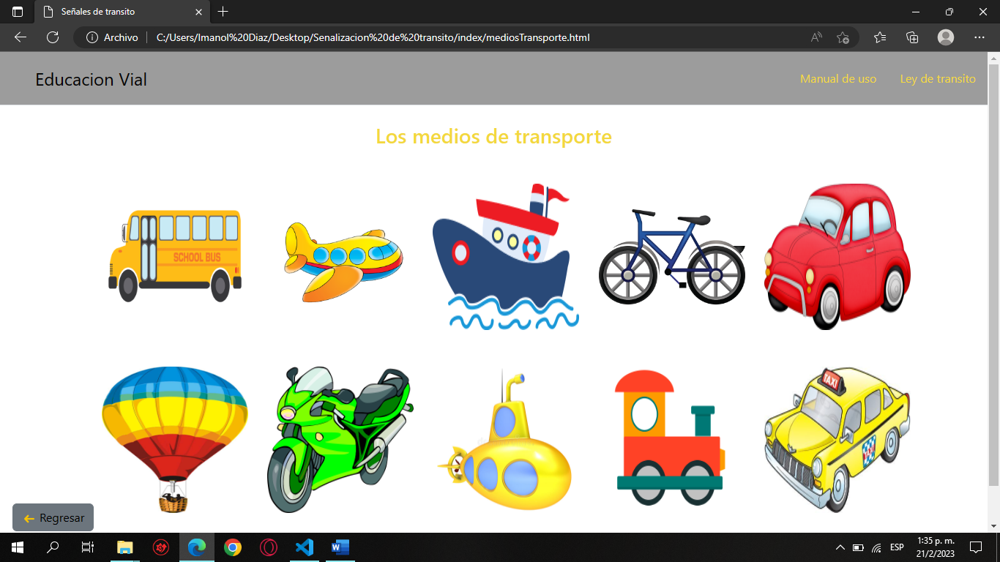 Señales de transito
Archivo
C:/Users/Imanol%20Diaz/Desktop/Senalizacion%20de%20transito/index/mediosTransporte.html
Educacion Vial
Manual de uso
Ley de transito
Los medios de transporte
SCHOOL BUS
TAXI
TAXI
Regresar
ESP
1:35 p. m.
21/2/2023